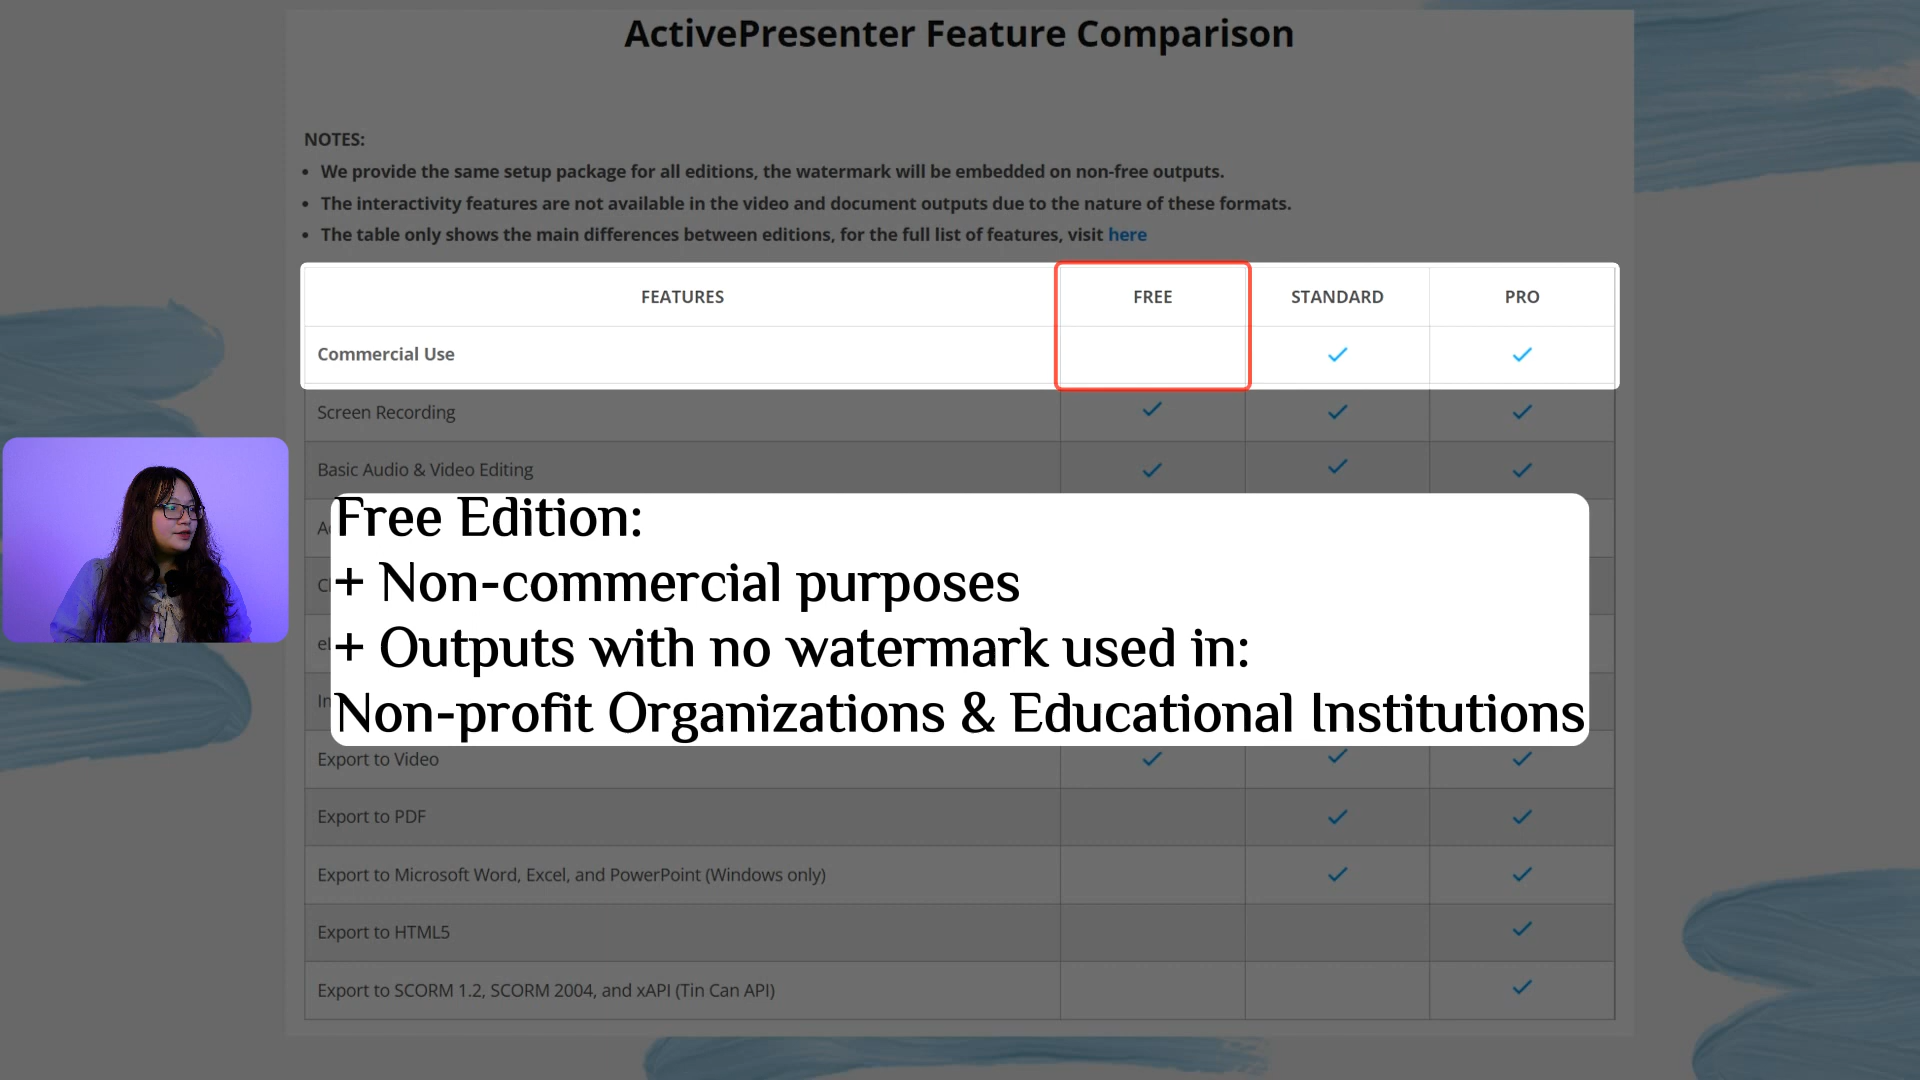 ActivePresenter Feature Comparison
NOTES:
• We provide the same setup package for all editions, the watermark will be embedded on non-free outputs.
• The interactivity features are not available in the video and document outputs due to the nature of these formats.
• The table only shows the main differences between editions, for the full list of features, visit here
FEATURES FREE STANDARD PRO
Commercial Use
Screen Recording
Basic Audio & Video Editing
Free Edition:
+ Non-commercial purposes
+ Outputs with no watermark used in:
Non-profit Organizations & Educational Institutions
Export to Video
Export to PDF
Export to Microsoft Word, Excel, and PowerPoint (Windows only)
Export to HTML5
Export to SCORM 1.2, SCORM 2004, and xAPI (Tin Can API)